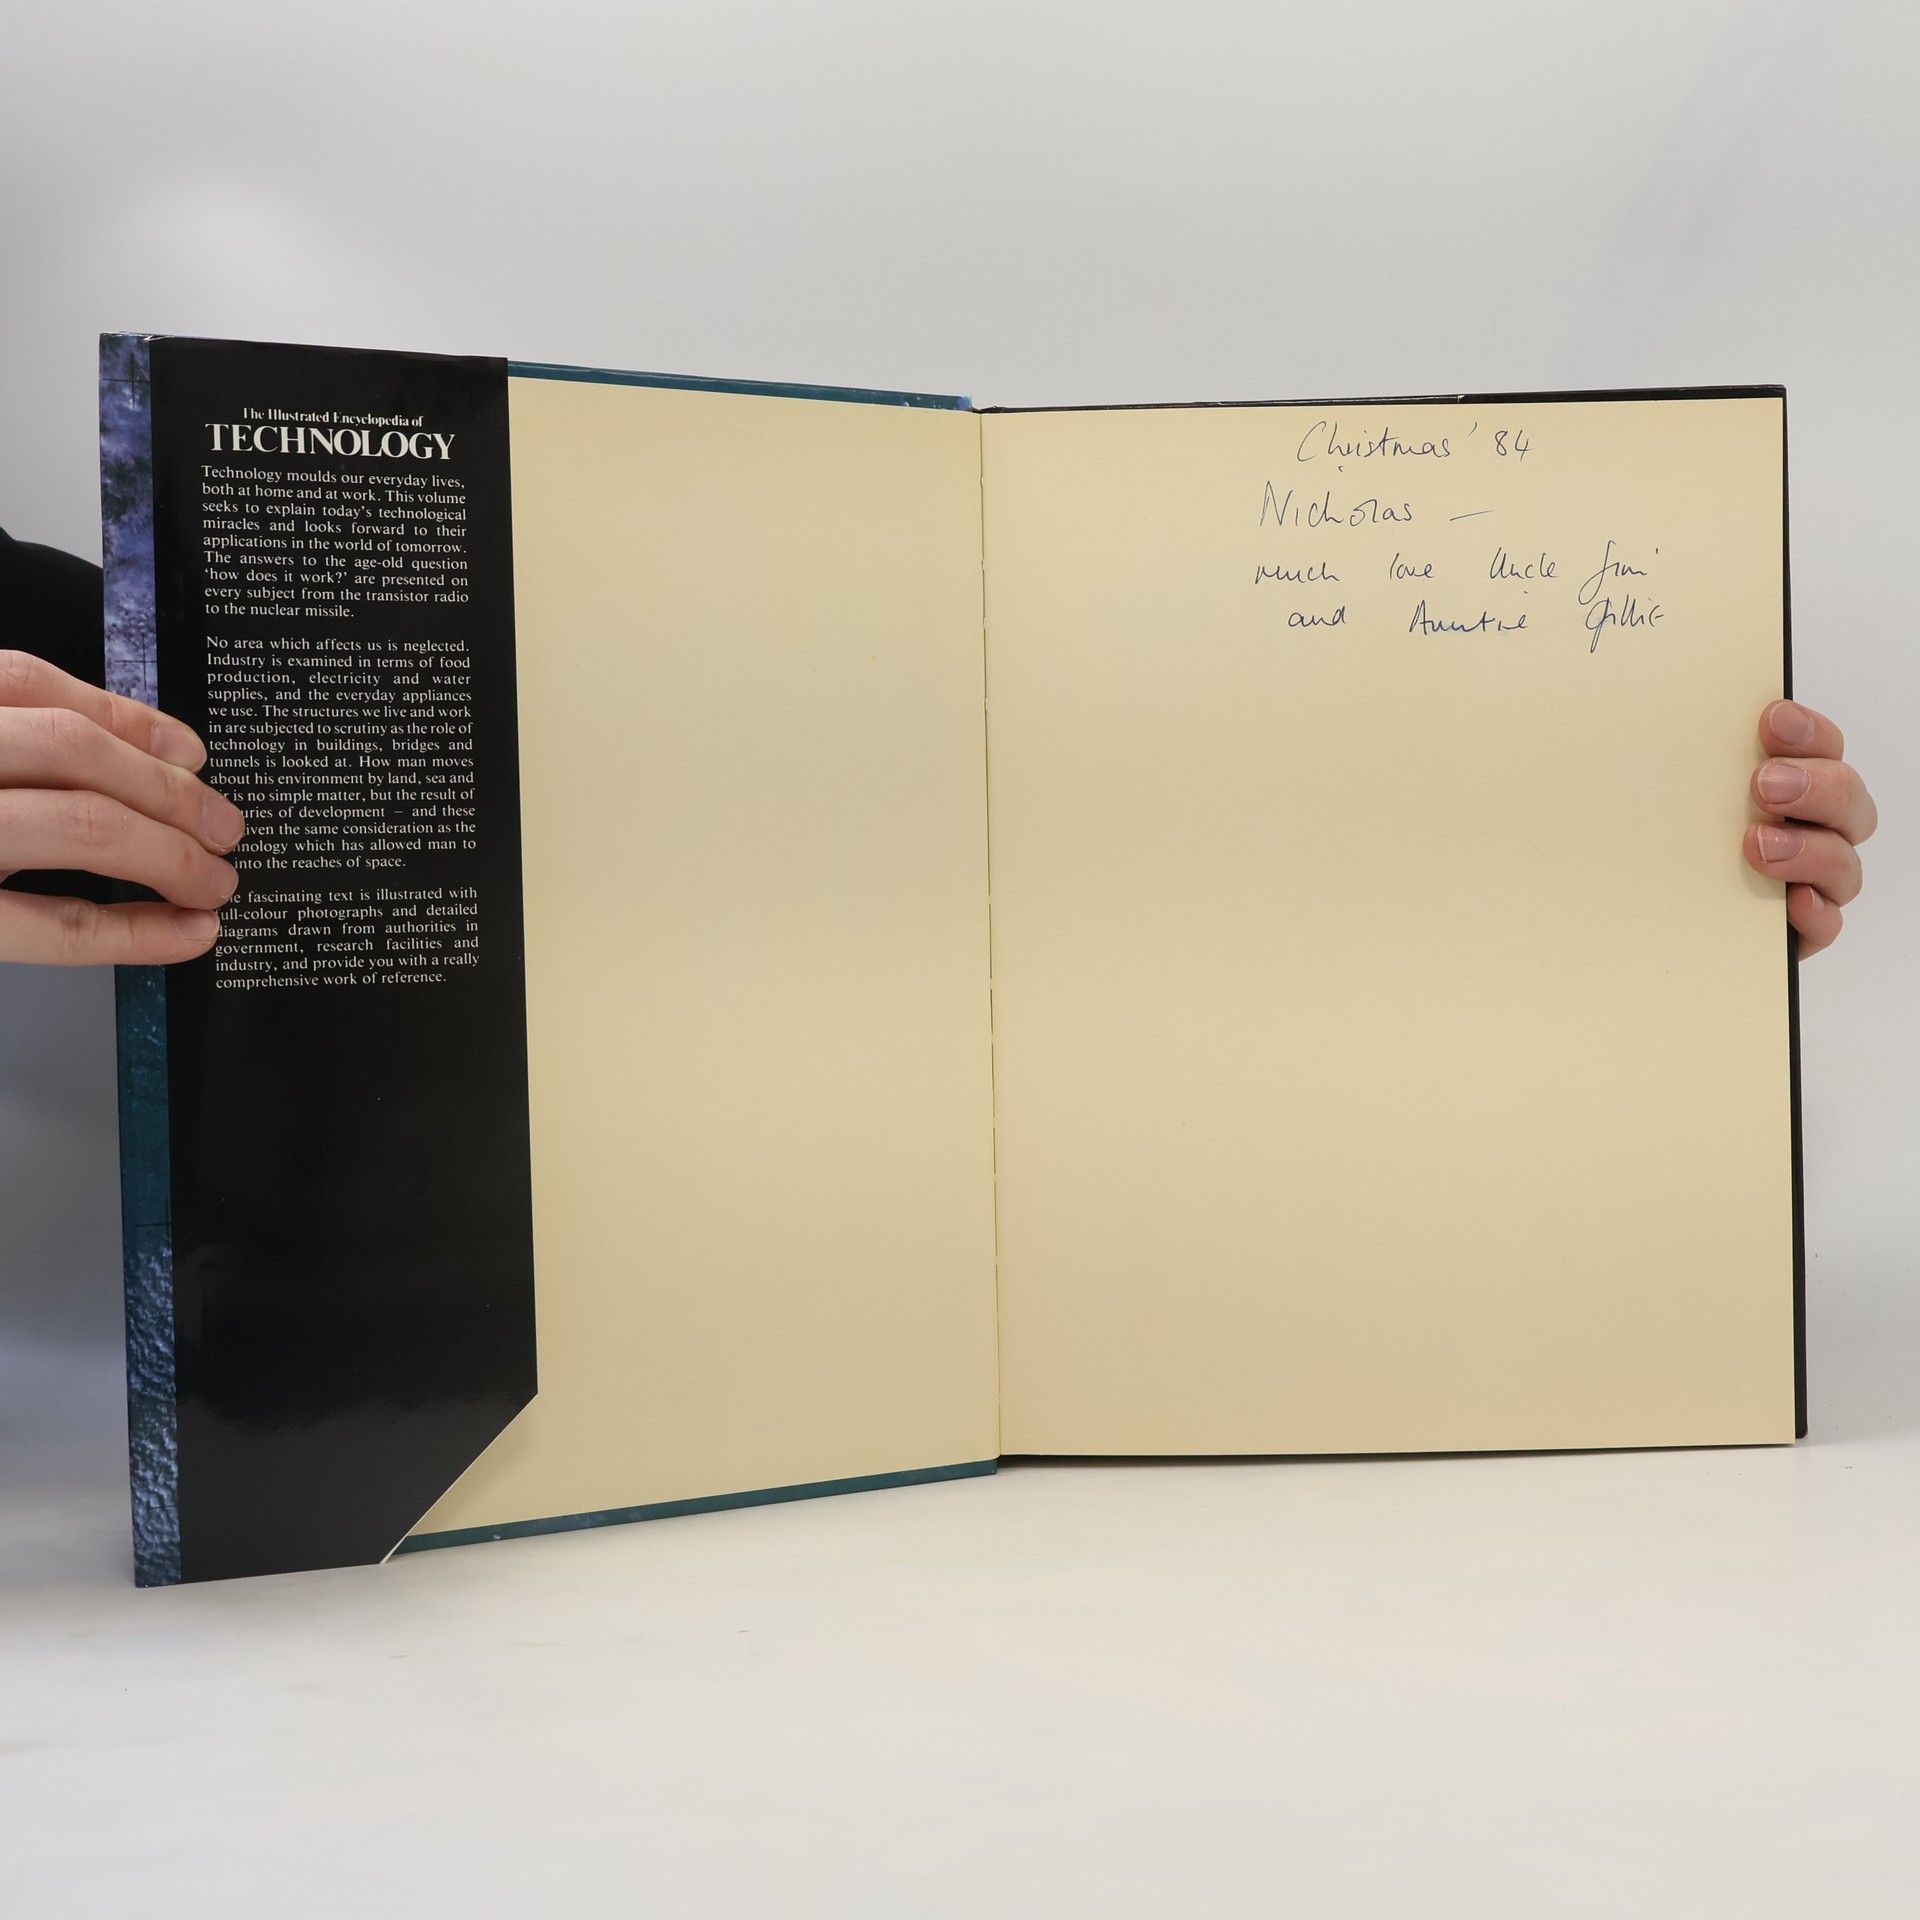 The Illustrated Encyclopedia of
TECHNOLOGY
Technology moulds our everyday lives,
both at home and at work. This volume
seeks to explain today's technological
miracles and looks forward to their
applications in the world of tomorrow.
The answers to the age-old question
'how does it work?' are presented on
every subject from the transistor radio
to the nuclear missile.
No area which affects us is neglected.
Industry is examined in terms of food
production, electricity and water
supplies, and the everyday appliances
we use. The structures we live and work
in are subjected to scrutiny as the role of
technology in buildings, bridges and
tunnels is looked at. How man moves
about his environment by land, sea and
is no simple matter, but the result of
of development – and these
the same consideration as the
which has allowed man to
into the reaches of space.
fascinating text is illustrated with
full-colour photographs and detailed
diagrams drawn from authorities in
government, research facilities and
industry, and provide you with a really
comprehensive work of reference.
Christmas '84
Nicholas —
much love Uncle Jim
and Auntie Gillie